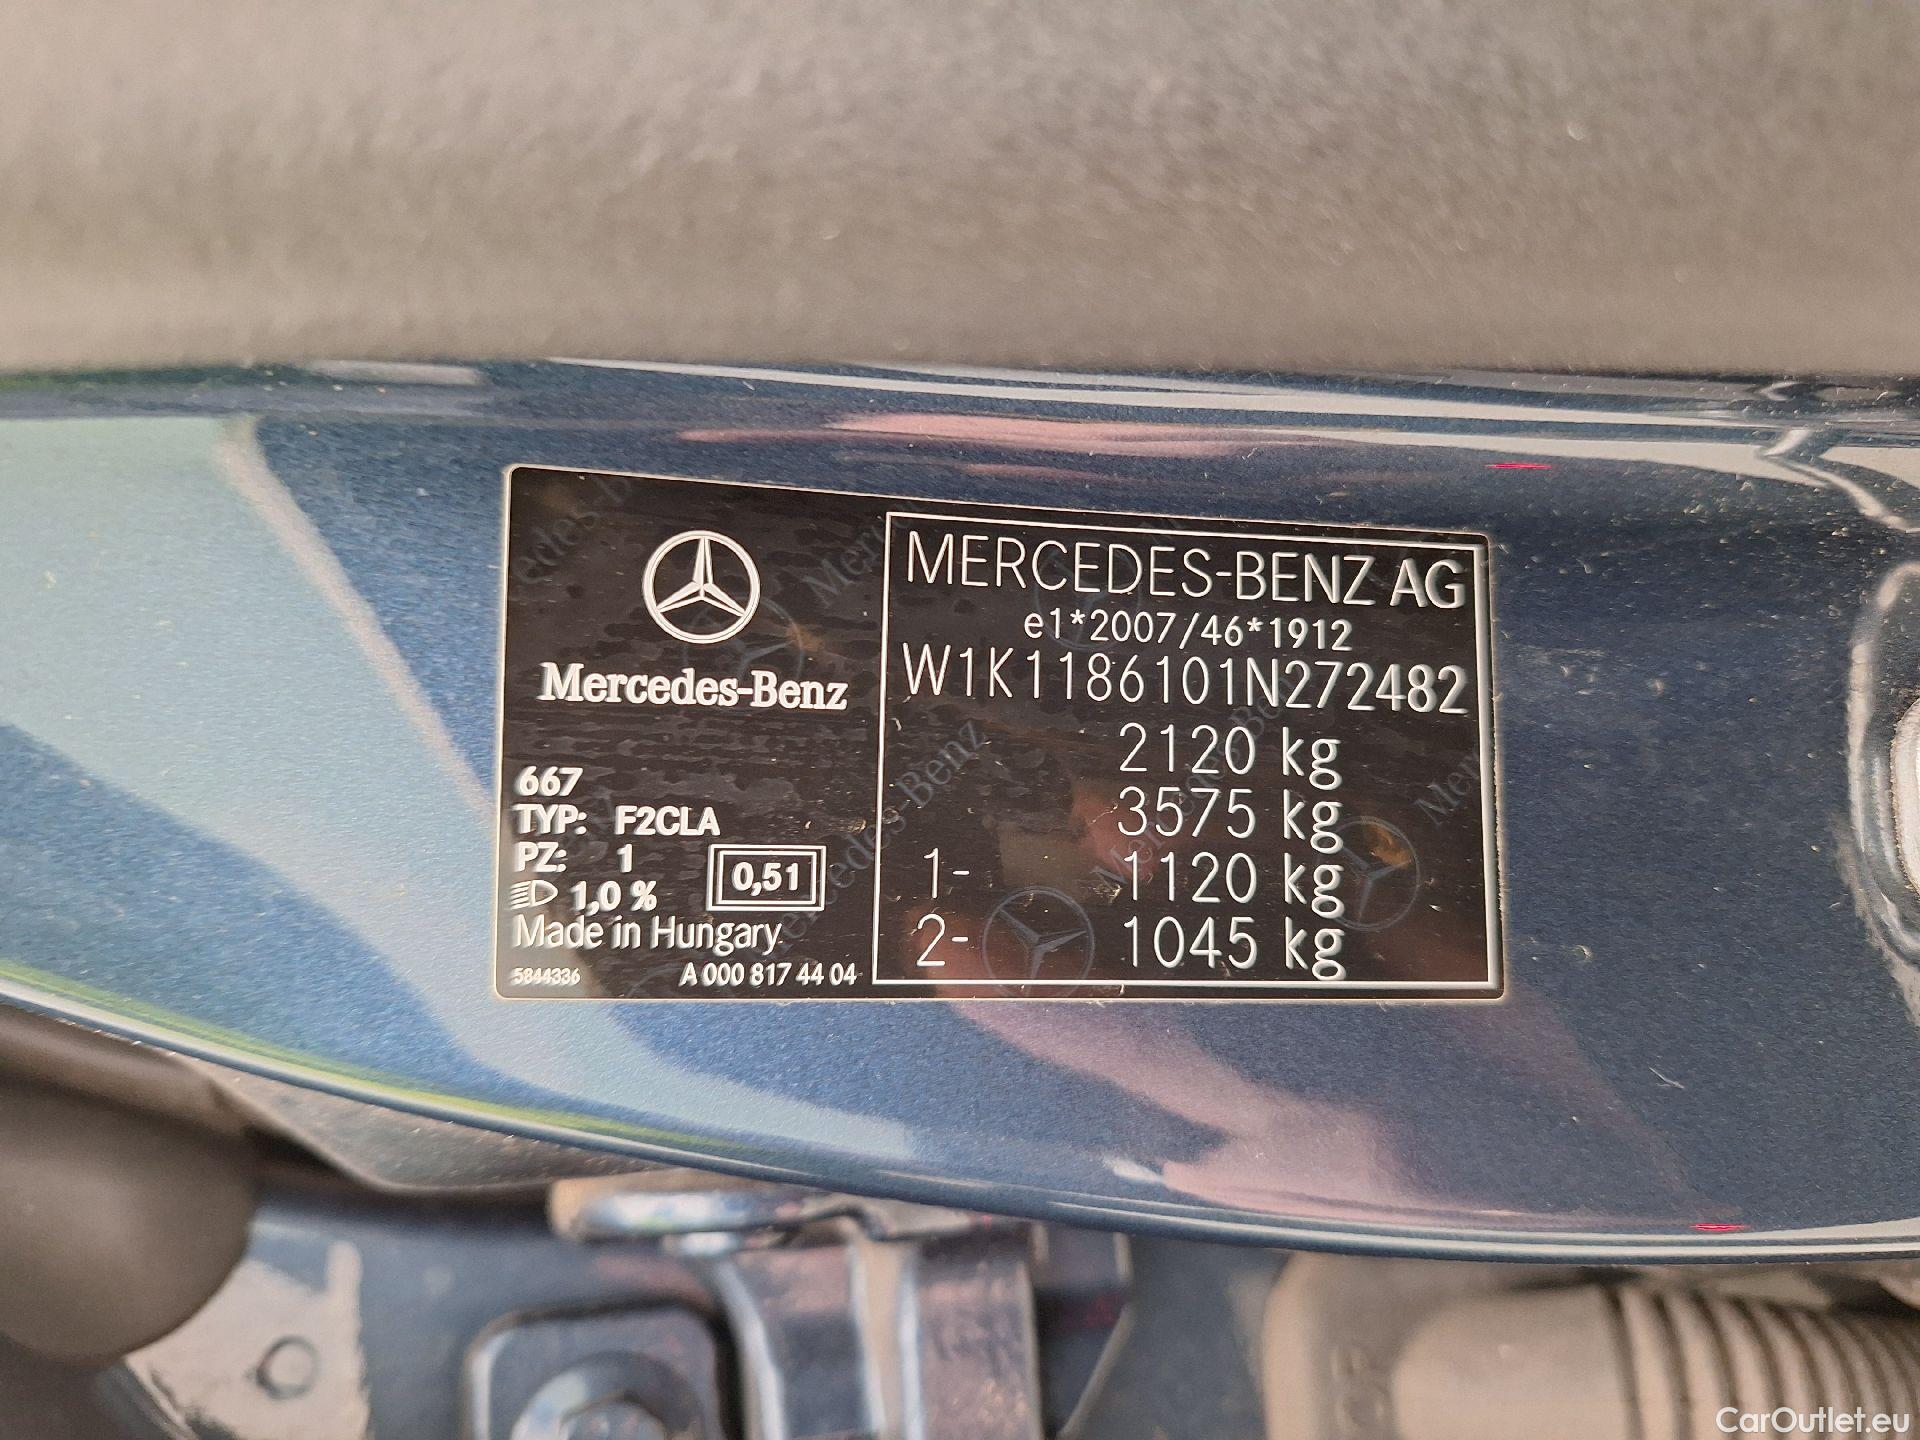 Mercedes-Benz
667
TYP: F2CLA
PZ: 1
1,0 %
0,51
Made in Hungary
5844336
A 000 817 44 04
MERCEDES-BENZ AG
e1*2007/46*1912
W1K1186101N272482
2120 kg
3575 kg
1- 1120 kg
2- 1045 kg
CarOutlet.eu